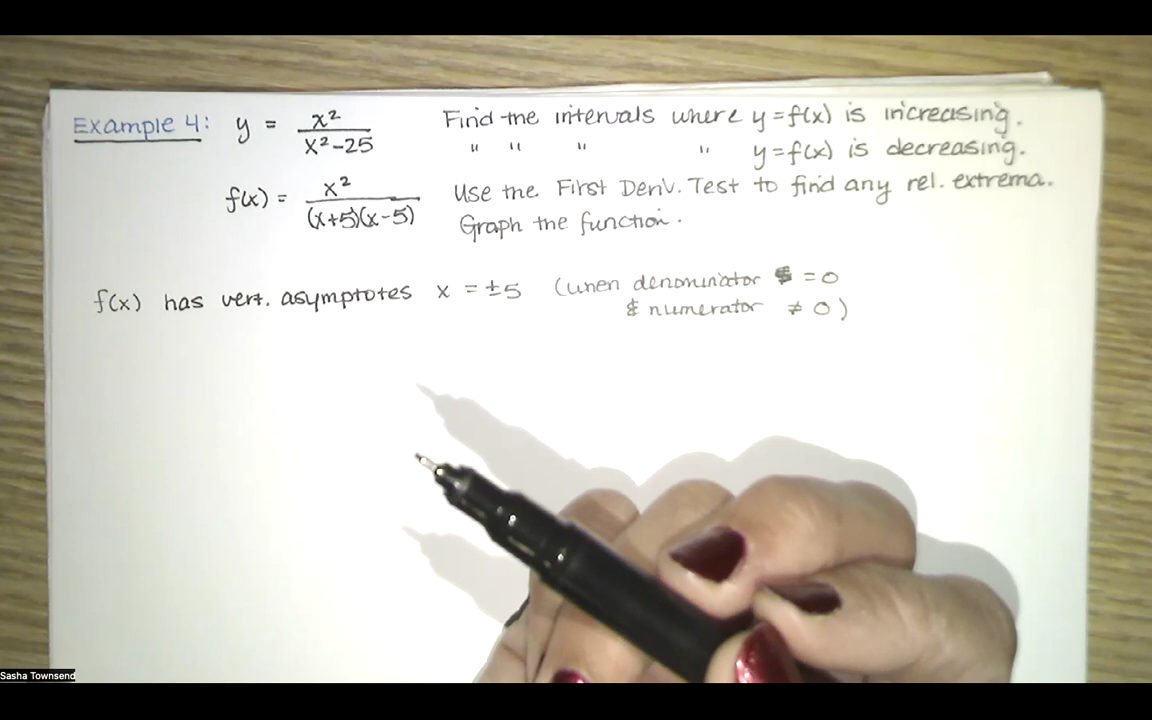 Example 4: y = x²/(x²-25) Find the intervals where y=f(x) is increasing.
" " " " y=f(x) is decreasing.
f(x) = x²/((x+5)(x-5)) Use the First Deriv. Test to find any rel. extrema.
Graph the function.
f(x) has vert. asymptotes x = ±5 (when denominator = 0
& numerator ≠ 0)
Sasha Townsend